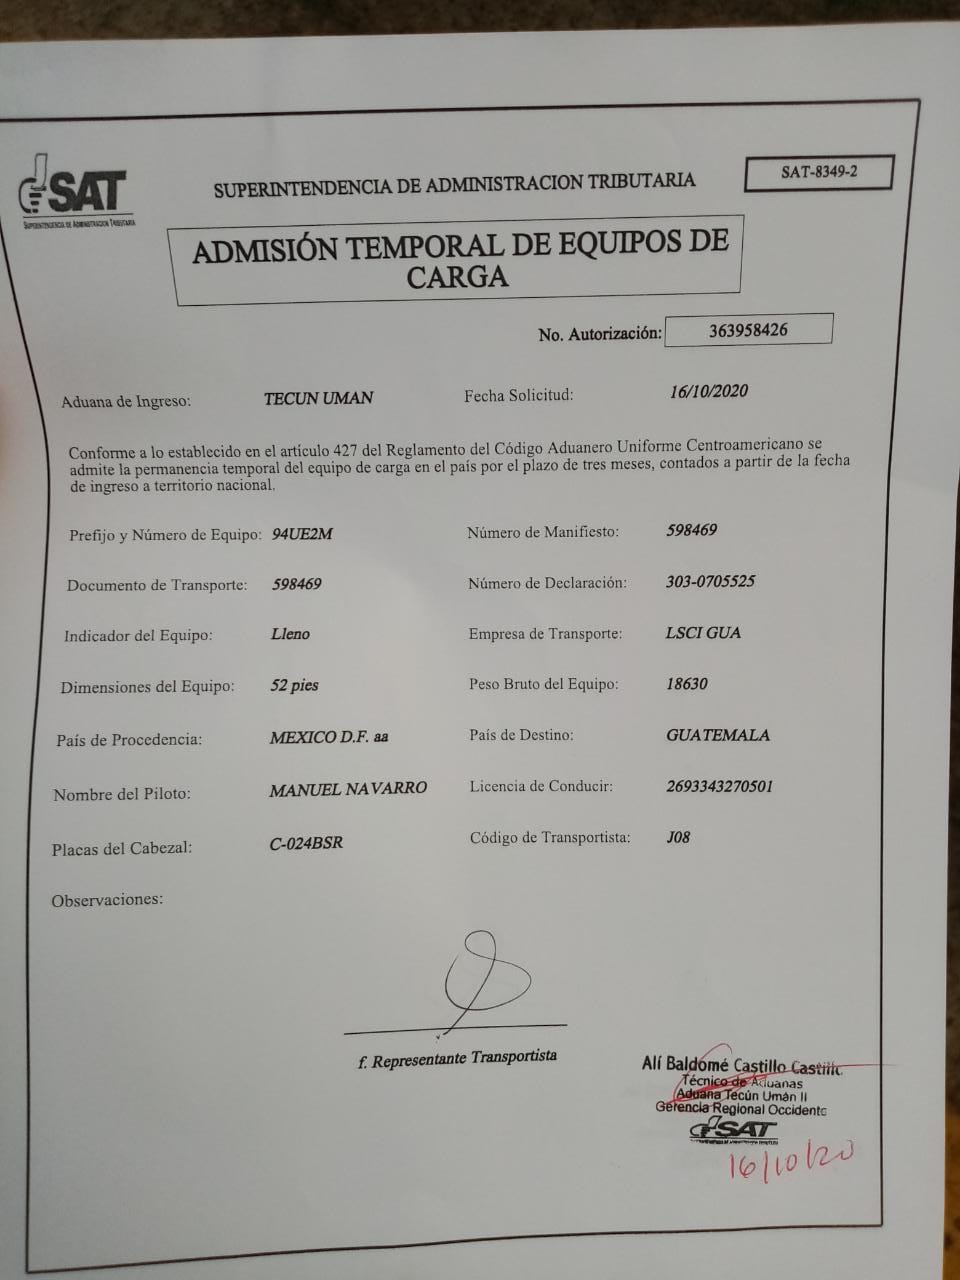 SAT
SUPERINTENDENCIA DE ADMINISTRACION TRIBUTARIA
SUPERINTENDENCIA DE ADMINISTRACION TRIBUTARIA
SAT-8349-2
ADMISIÓN TEMPORAL DE EQUIPOS DE
CARGA
No. Autorización: 363958426
Aduana de Ingreso: TECUN UMAN Fecha Solicitud: 16/10/2020
Conforme a lo establecido en el artículo 427 del Reglamento del Código Aduanero Uniforme Centroamericano se
admite la permanencia temporal del equipo de carga en el país por el plazo de tres meses, contados a partir de la fecha
de ingreso a territorio nacional.
Prefijo y Número de Equipo: 94UE2M Número de Manifiesto: 598469
Documento de Transporte: 598469 Número de Declaración: 303-0705525
Indicador del Equipo: Lleno Empresa de Transporte: LSCI GUA
Dimensiones del Equipo: 52 pies Peso Bruto del Equipo: 18630
País de Procedencia: MEXICO D.F. aa País de Destino: GUATEMALA
Nombre del Piloto: MANUEL NAVARRO Licencia de Conducir: 2693343270501
Placas del Cabezal: C-024BSR Código de Transportista: J08
Observaciones:
f. Representante Transportista
Alí Baldomé Castillo Castillo
Técnico de Aduanas
Aduana Tecún Umán II
Gerencia Regional Occidente
SAT
16/10/20